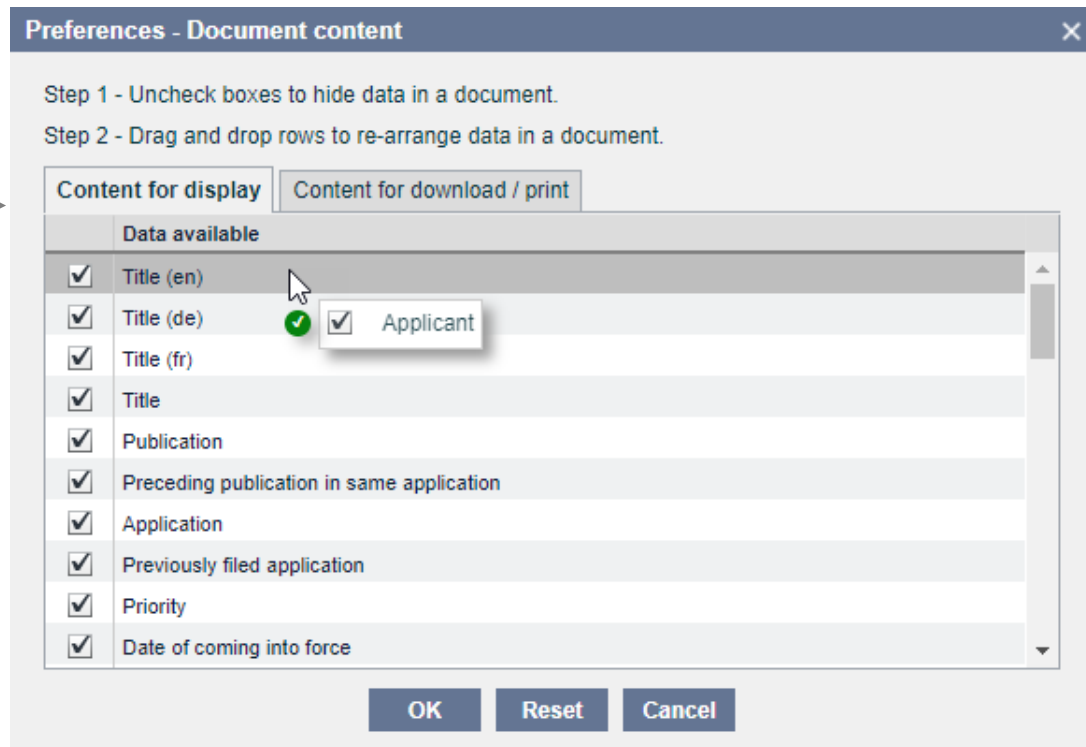 Preferences - Document content
Step 1 - Uncheck boxes to hide data in a document.
Step 2 - Drag and drop rows to re-arrange data in a document.
Content for display
Content for download / print
Data available
Title (en)
Title (de)
Applicant
Title (fr)
Title
Publication
Preceding publication in same application
Application
Previously filed application
Priority
Date of coming into force
OK
Reset
Cancel